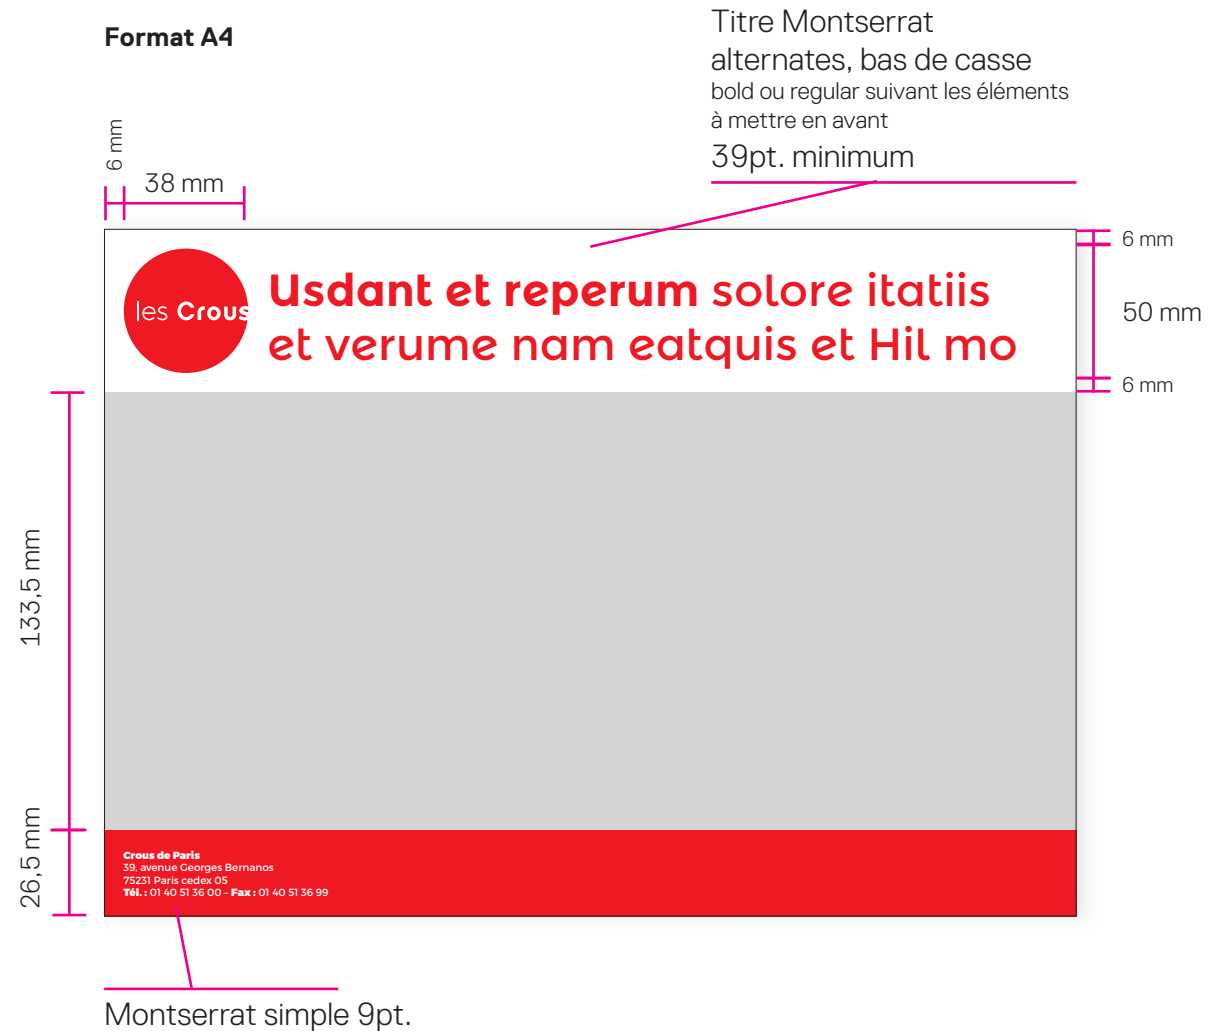 Format A4
Titre Montserrat
alternates, bas de casse
bold ou regular suivant les éléments
à mettre en avant
39pt. minimum
6 mm
38 mm
6 mm
50 mm
6 mm
les Crous
Usdant et reperum solore itatiis
et verume nam eatquis et Hil mo
133,5 mm
26,5 mm
Crous de Paris
39, avenue Georges Bernanos
75231 Paris cedex 05
Tél. : 01 40 51 36 00 – Fax : 01 40 51 36 99
Montserrat simple 9pt.